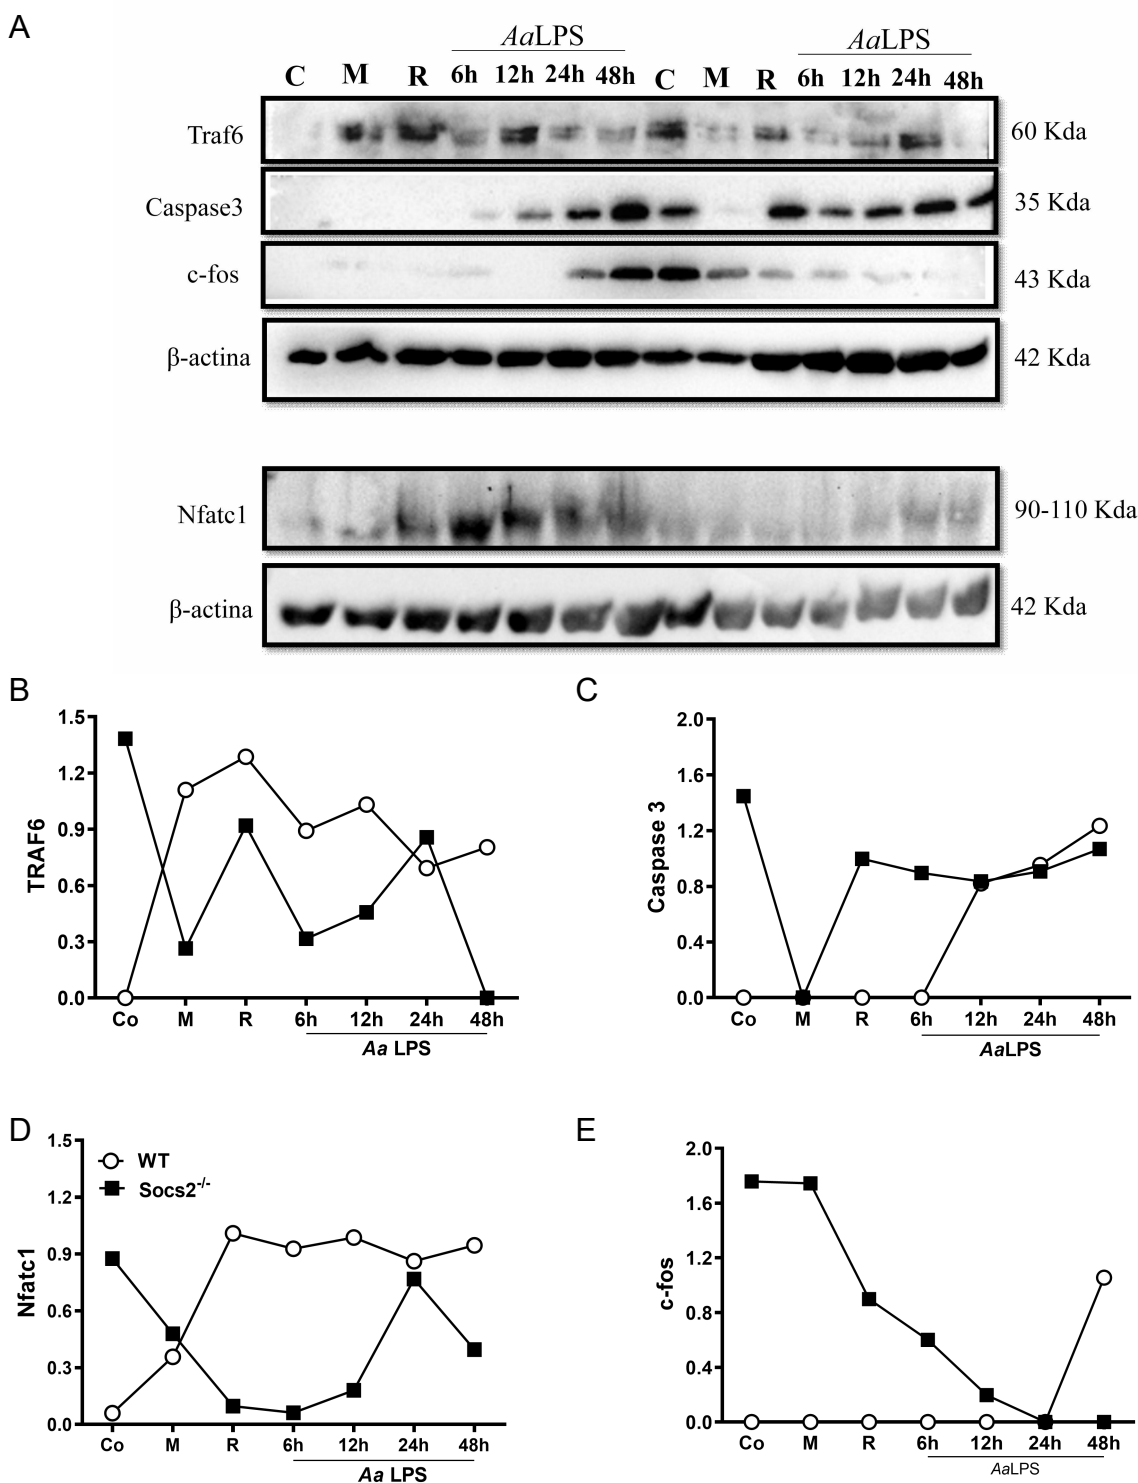 A
AaLPS AaLPS
C M R 6h 12h 24h 48h C M R 6h 12h 24h 48h
Traf6 60 Kda
Caspase3 35 Kda
c-fos 43 Kda
β-actina 42 Kda
Nfatc1 90-110 Kda
β-actina 42 Kda
B
TRAF6
1.5
1.2
0.9
0.6
0.3
0.0
Co M R 6h 12h 24h 48h
Aa LPS
C
Caspase 3
2.0
1.6
1.2
0.8
0.4
0.0
Co M R 6h 12h 24h 48h
AaLPS
D
Nfatc1
1.5
1.2
0.9
0.6
0.3
0.0
WT
Socs2-/-
Co M R 6h 12h 24h 48h
Aa LPS
E
c-fos
2.0
1.6
1.2
0.8
0.4
0.0
Co M R 6h 12h 24h 48h
AaLPS